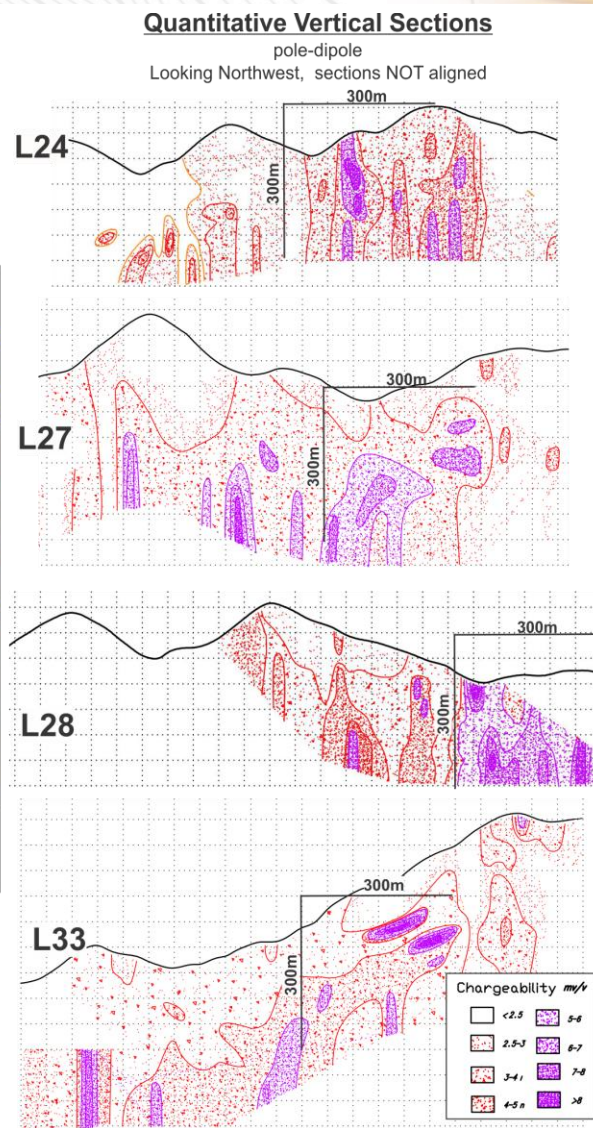 Quantitative Vertical Sections
pole-dipole
Looking Northwest, sections NOT aligned
300m
L24
300m
300m
L27
300m
300m
L28
300m
L33
300m
300m
Chargeability mv/v
<2.5
5-6
2.5-3
6-7
3-4
7-8
4-5
>8